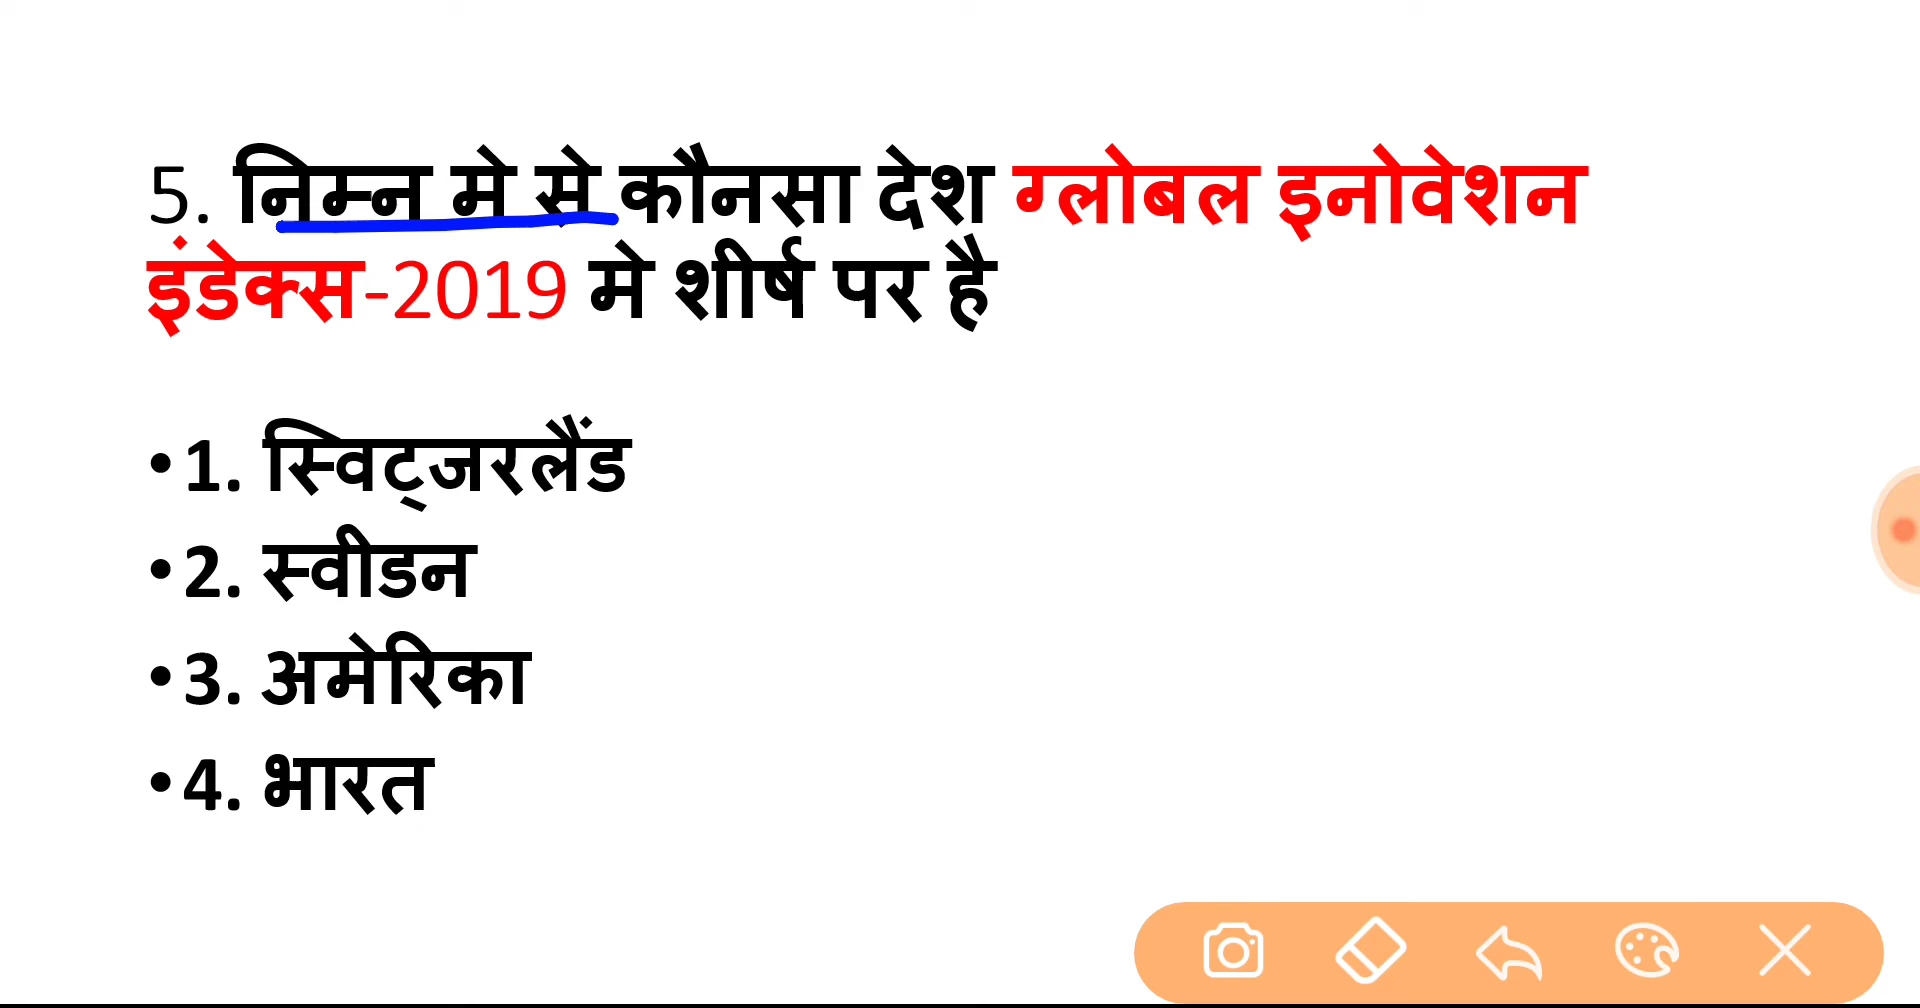 5. निम्न मे से कौनसा देश ग्लोबल इनोवेशन
इंडेक्स-2019 मे शीर्ष पर है
•1. स्विट्जरलैंड
•2. स्वीडन
•3. अमेरिका
•4. भारत